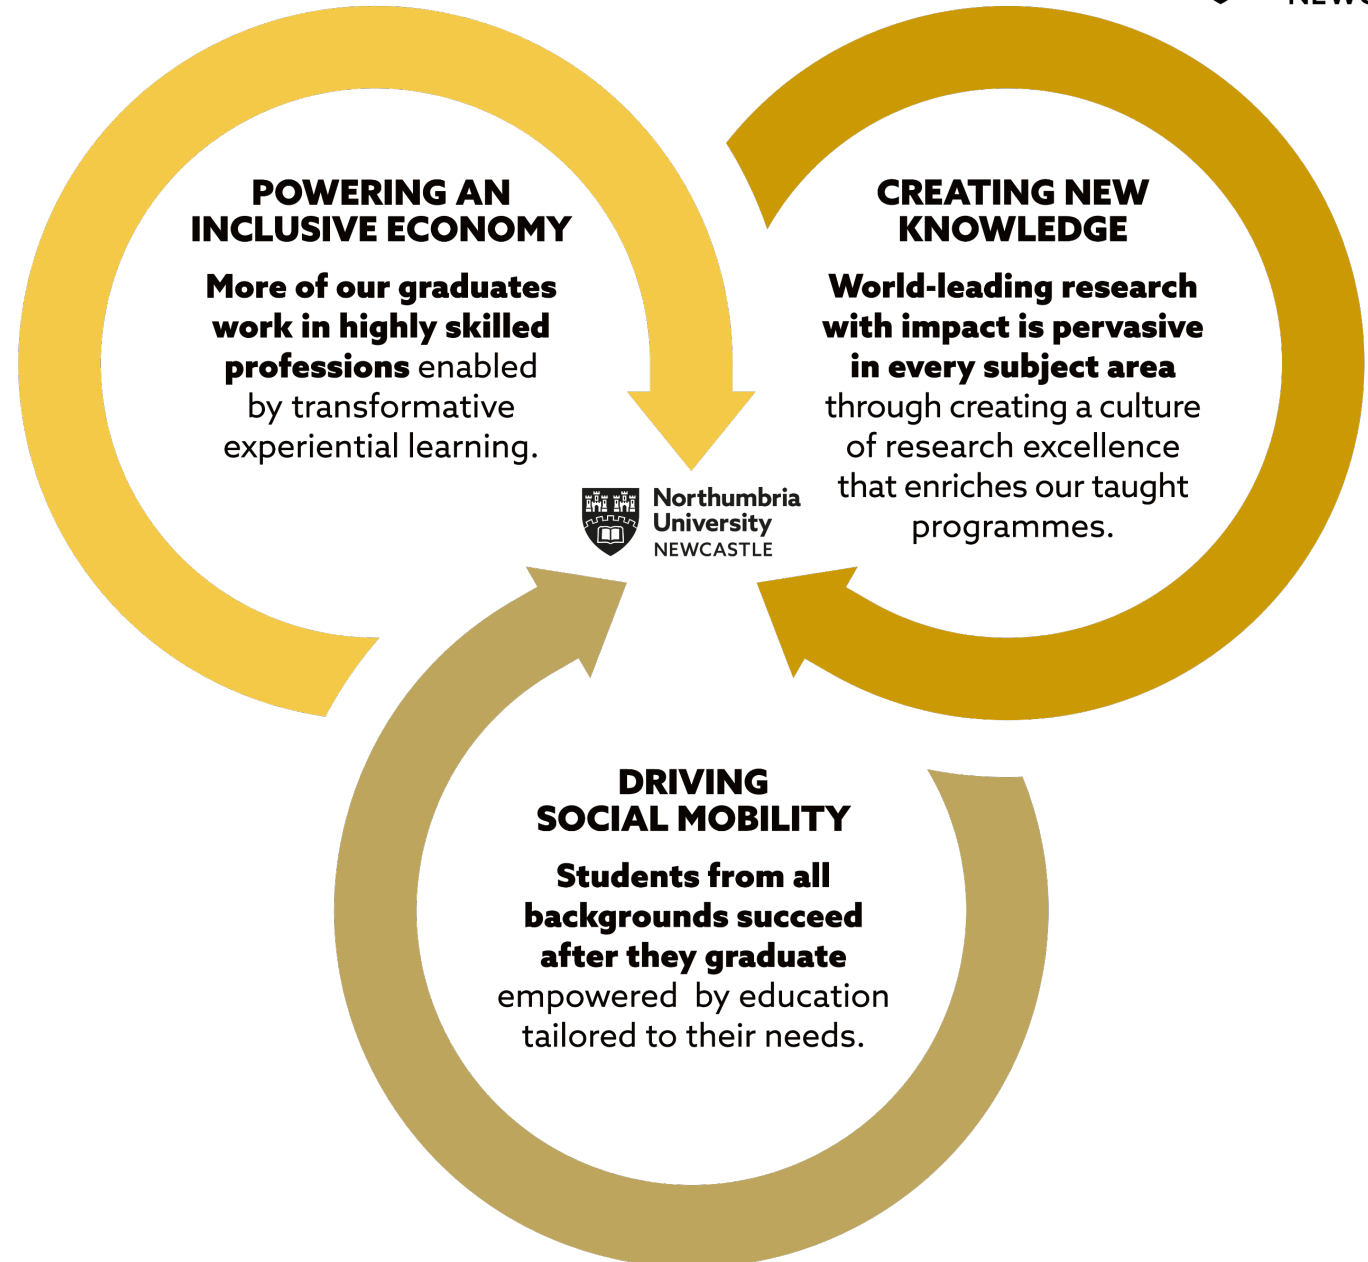 POWERING AN
INCLUSIVE ECONOMY
More of our graduates
work in highly skilled
professions enabled
by transformative
experiential learning.
CREATING NEW
KNOWLEDGE
World-leading research
with impact is pervasive
in every subject area
through creating a culture
of research excellence
that enriches our taught
programmes.
Northumbria
University
NEWCASTLE
DRIVING
SOCIAL MOBILITY
Students from all
backgrounds succeed
after they graduate
empowered by education
tailored to their needs.